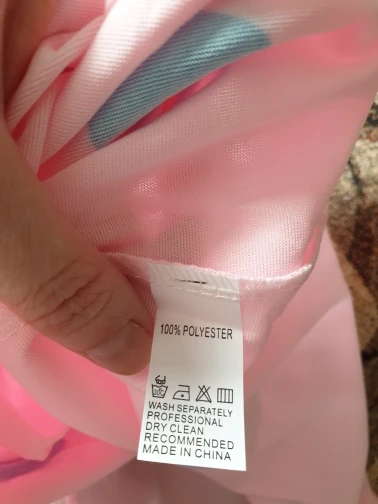 100% POLYESTER
WASH SEPARATELY
PROFESSIONAL
DRY CLEAN
RECOMMENDED
MADE IN CHINA